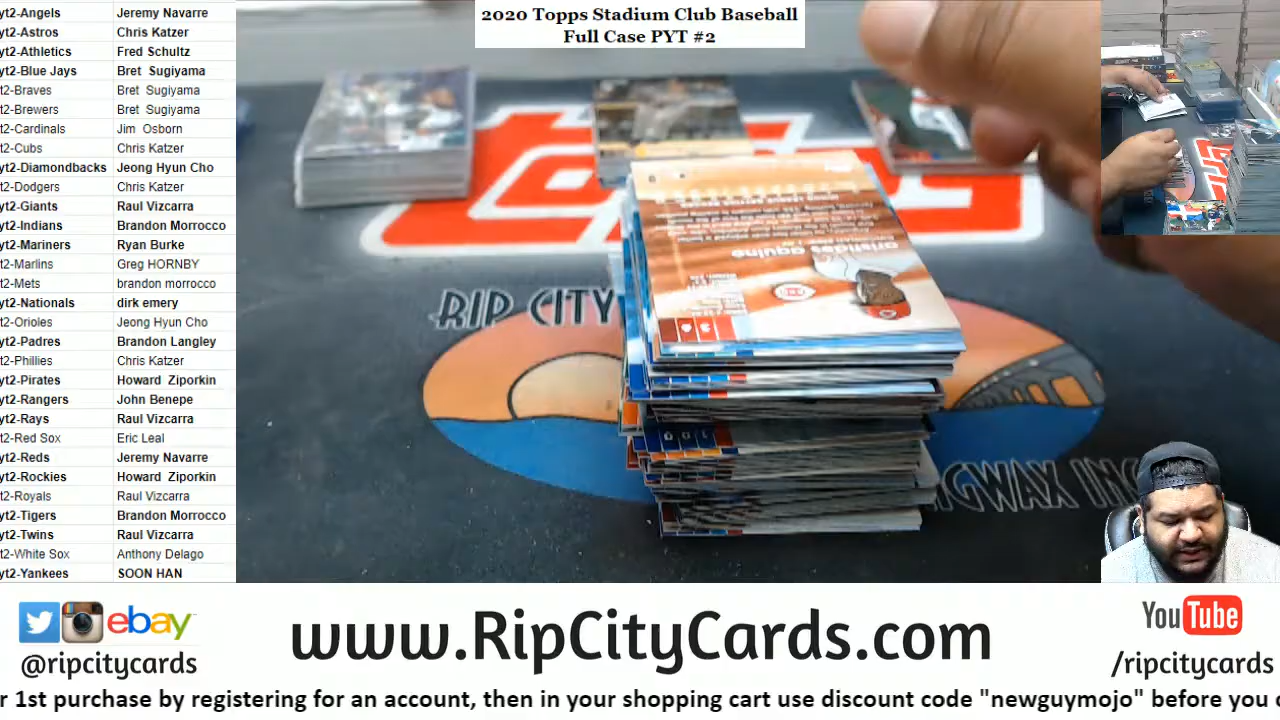 2020 Topps Stadium Club Baseball
Full Case PYT #2
yt2-Angels Jeremy Navarre
t2-Astros Chris Katzer
yt2-Athletics Fred Schultz
yt2-Blue Jays Bret Sugiyama
t2-Braves Bret Sugiyama
t2-Brewers Bret Sugiyama
t2-Cardinals Jim Osborn
t2-Cubs Chris Katzer
yt2-Diamondbacks Jeong Hyun Cho
t2-Dodgers Chris Katzer
yt2-Giants Raul Vizcarra
yt2-Indians Brandon Morrocco
yt2-Mariners Ryan Burke
t2-Marlins Greg HORNBY
t2-Mets brandon morrocco
yt2-Nationals dirk emery
t2-Orioles Jeong Hyun Cho
yt2-Padres Brandon Langley
t2-Phillies Chris Katzer
yt2-Pirates Howard Ziporkin
yt2-Rangers John Benepe
yt2-Rays Raul Vizcarra
t2-Red Sox Eric Leal
yt2-Reds Jeremy Navarre
yt2-Rockies Howard Ziporkin
t2-Royals Raul Vizcarra
yt2-Tigers Brandon Morrocco
yt2-Twins Raul Vizcarra
t2-White Sox Anthony Delago
yt2-Yankees SOON HAN
aristides aquino
RIP CITY
IGWAX INC
ebay
@ripcitycards
www.RipCityCards.com
YouTube
/ripcitycards
r 1st purchase by registering for an account, then in your shopping cart use discount code "newguymojo" before you c